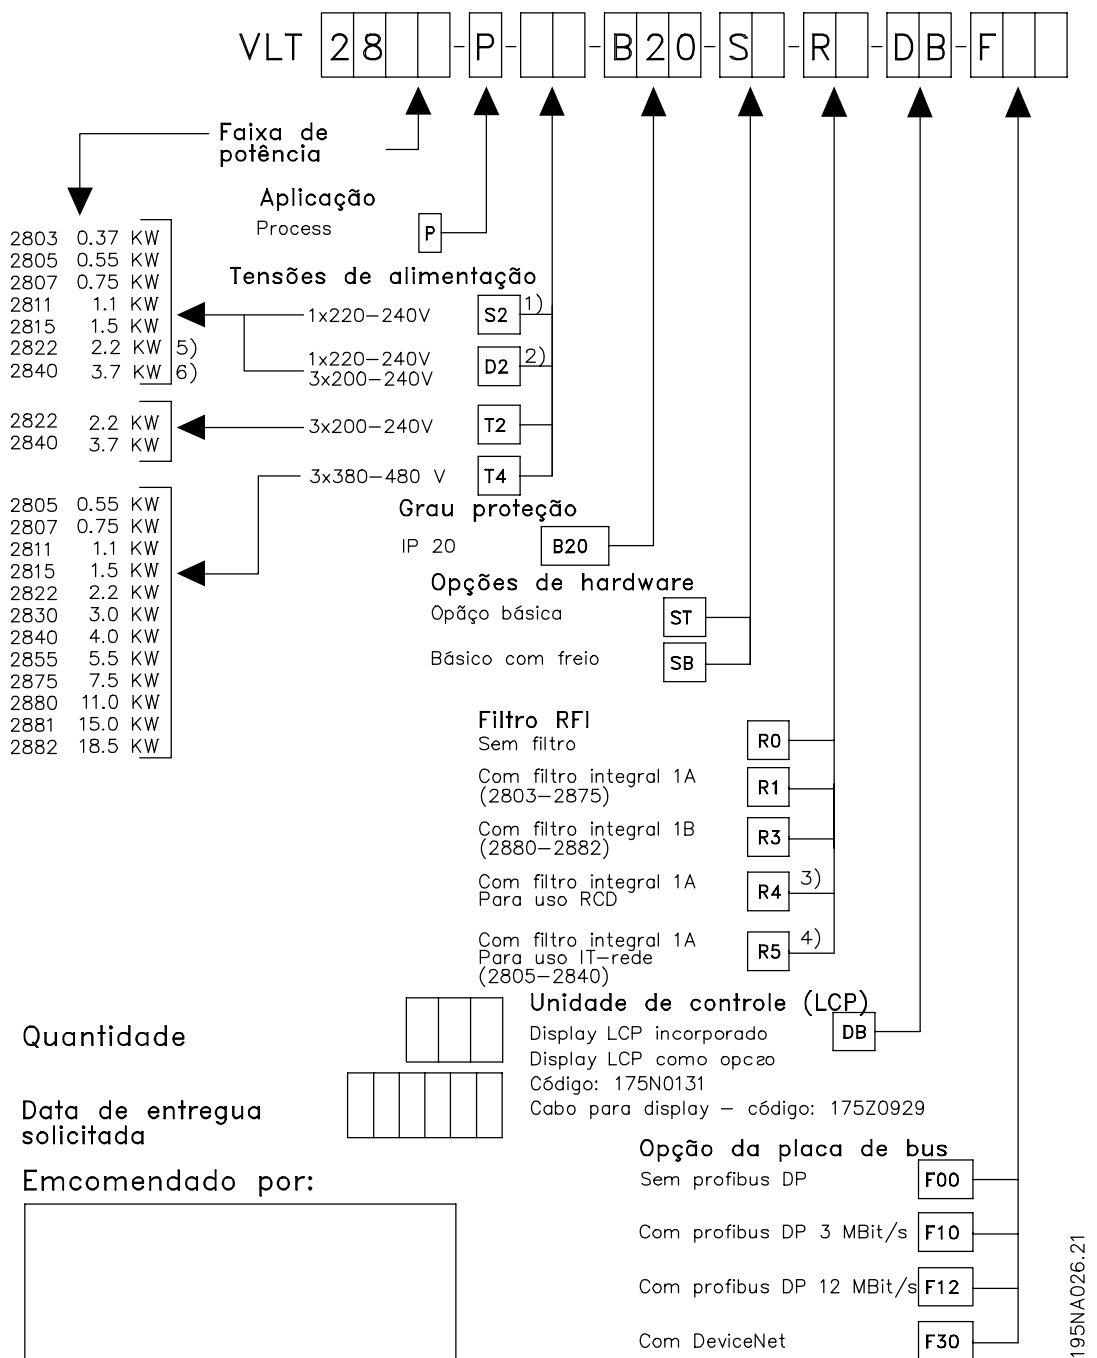 VLT 28 -P- -B20-S -R -DB-F
Faixa de
potência
Aplicação
Process P
2803 0.37 KW
2805 0.55 KW
2807 0.75 KW
2811 1.1 KW
2815 1.5 KW
2822 2.2 KW 5)
2840 3.7 KW 6)
Tensões de alimentação
1x220-240V S2 1)
1x220-240V
3x200-240V
D2 2)
2822 2.2 KW
2840 3.7 KW
3x200-240V T2
3x380-480 V T4
2805 0.55 KW
2807 0.75 KW
2811 1.1 KW
2815 1.5 KW
2822 2.2 KW
2830 3.0 KW
2840 4.0 KW
2855 5.5 KW
2875 7.5 KW
2880 11.0 KW
2881 15.0 KW
2882 18.5 KW
Grau proteção
IP 20 B20
Opções de hardware
Opãço básica ST
Básico com freio SB
Filtro RFI
Sem filtro R0
Com filtro integral 1A
(2803-2875)
R1
Com filtro integral 1B
(2880-2882)
R3
Com filtro integral 1A
Para uso RCD
R4 3)
Com filtro integral 1A
Para uso IT-rede
(2805-2840)
R5 4)
Unidade de controle (LCP)
Display LCP incorporado DB
Display LCP como opcao
Código: 175N0131
Cabo para display - código: 175Z0929
Quantidade
Data de entregua
solicitada
Emcomendado por:
Opção da placa de bus
Sem profibus DP F00
Com profibus DP 3 MBit/s F10
Com profibus DP 12 MBit/s F12
Com DeviceNet F30
195NA026.21